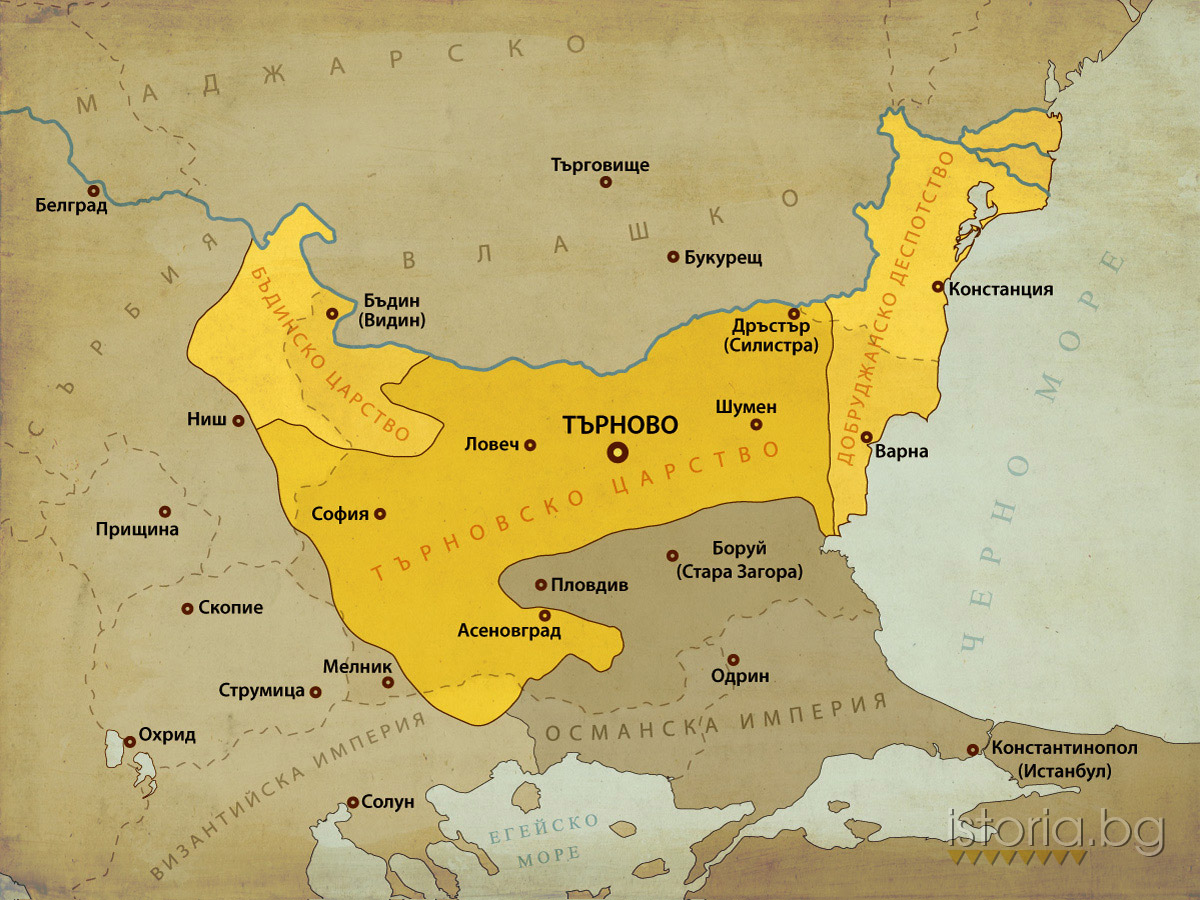 МАДЖАРСКО
Търговище
Белград
ВЛАШКО
СЪРБИЯ
Букурещ
ДОБРУДЖАНСКО ДЕСПОТСТВО
Констанция
ЧЕРНО МОРЕ
БЪДИНСКО ЦАРСТВО
Бъдин
(Видин)
Дръстър
(Силистра)
Ниш
Шумен
ТЪРНОВО
Ловеч
Варна
ТЪРНОВСКО ЦАРСТВО
София
Прищина
Боруй
(Стара Загора)
Пловдив
Скопие
Асеновград
Мелник
Струмица
Одрин
ОСМАНСКА ИМПЕРИЯ
Охрид
ВИЗАНТИЙСКА ИМПЕРИЯ
Константинопол
(Истанбул)
Солун
ЕГЕЙСКО
МОРЕ
istoria.bg